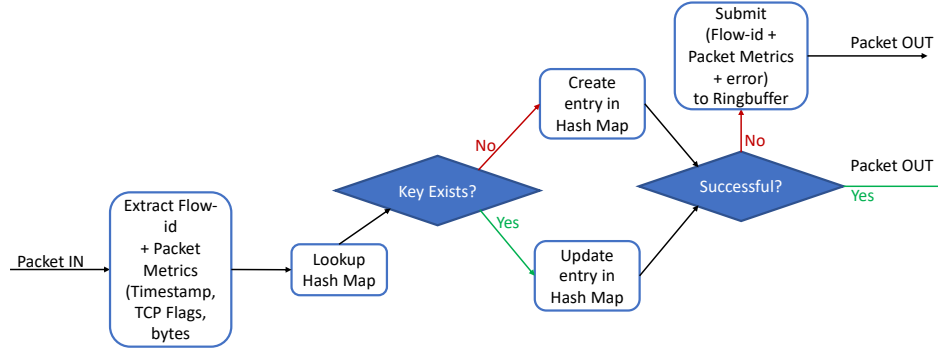 Packet IN
Extract Flow-
id
+ Packet
Metrics
(Timestamp,
TCP Flags,
bytes
Lookup
Hash Map
Key Exists?
No
Yes
Create
entry in
Hash Map
Update
entry in
Hash Map
Successful?
No
Yes
Submit
(Flow-id +
Packet Metrics
+ error)
to Ringbuffer
Packet OUT
Packet OUT